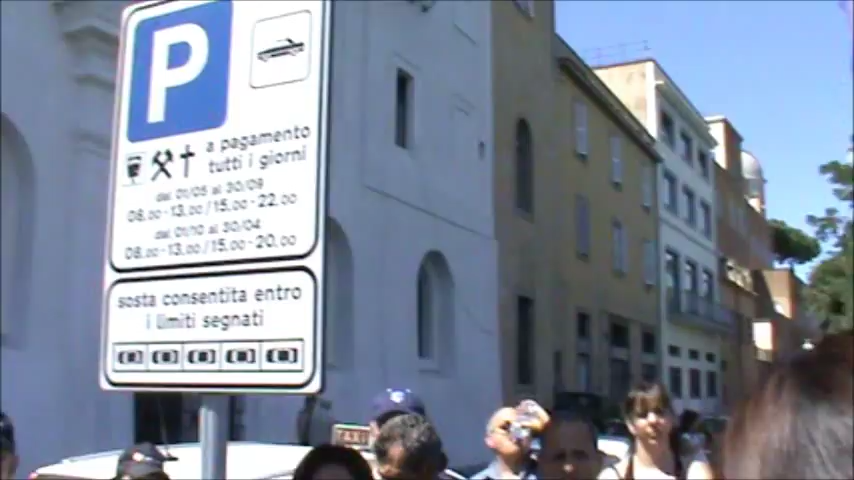 P
a pagamento
tutti i giorni
dal 01/05 al 30/09
08.00-13.00/15.00-22.00
dal 01/10 al 30/04
08.00-13.00/15.00-20.00
sosta consentita entro
i limiti segnati
TAXI